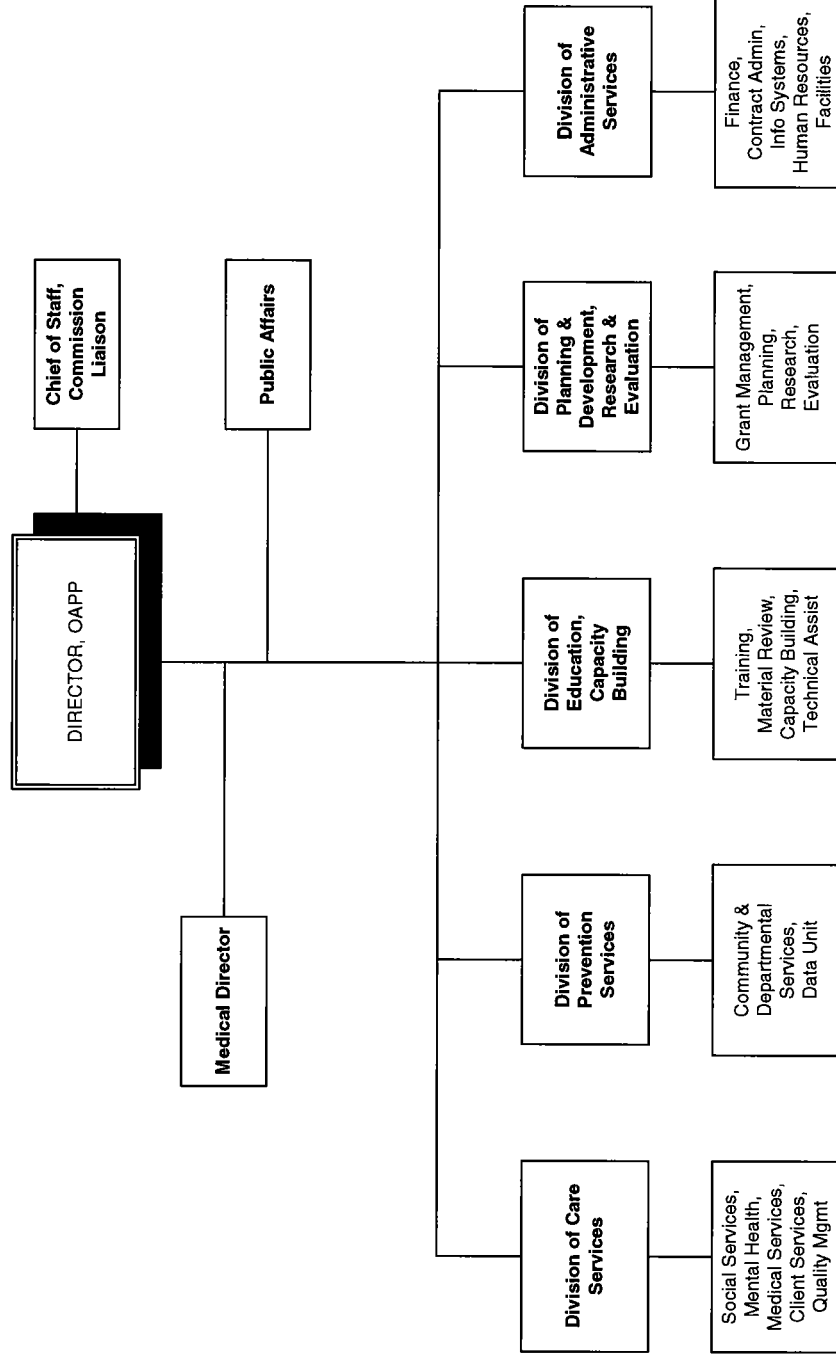 DIRECTOR, OAPP
Chief of Staff,
Commission
Liaison
Medical Director
Public Affairs
Division of Care
Services
Division of
Prevention
Services
Division of
Education,
Capacity
Building
Division of
Planning &
Development,
Research &
Evaluation
Division of
Administrative
Services
Social Services,
Mental Health,
Medical Services,
Client Services,
Quality Mgmt
Community &
Departmental
Services,
Data Unit
Training,
Material Review,
Capacity Building,
Technical Assist
Grant Management,
Planning,
Research,
Evaluation
Finance,
Contract Admin,
Info Systems,
Human Resources,
Facilities